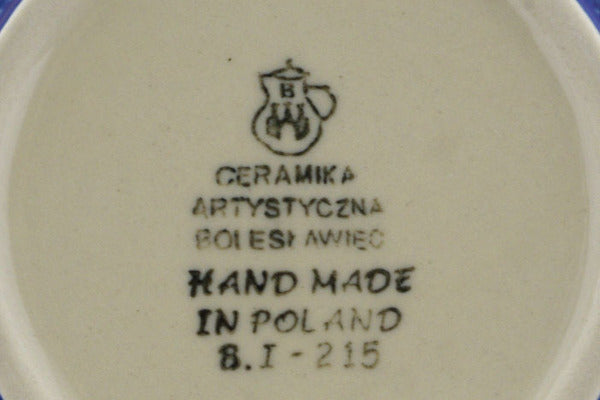 B
CERAMIKA
ARTYSTYCZNA
BOLESŁAWIEC
HAND MADE
IN POLAND
8.I-215